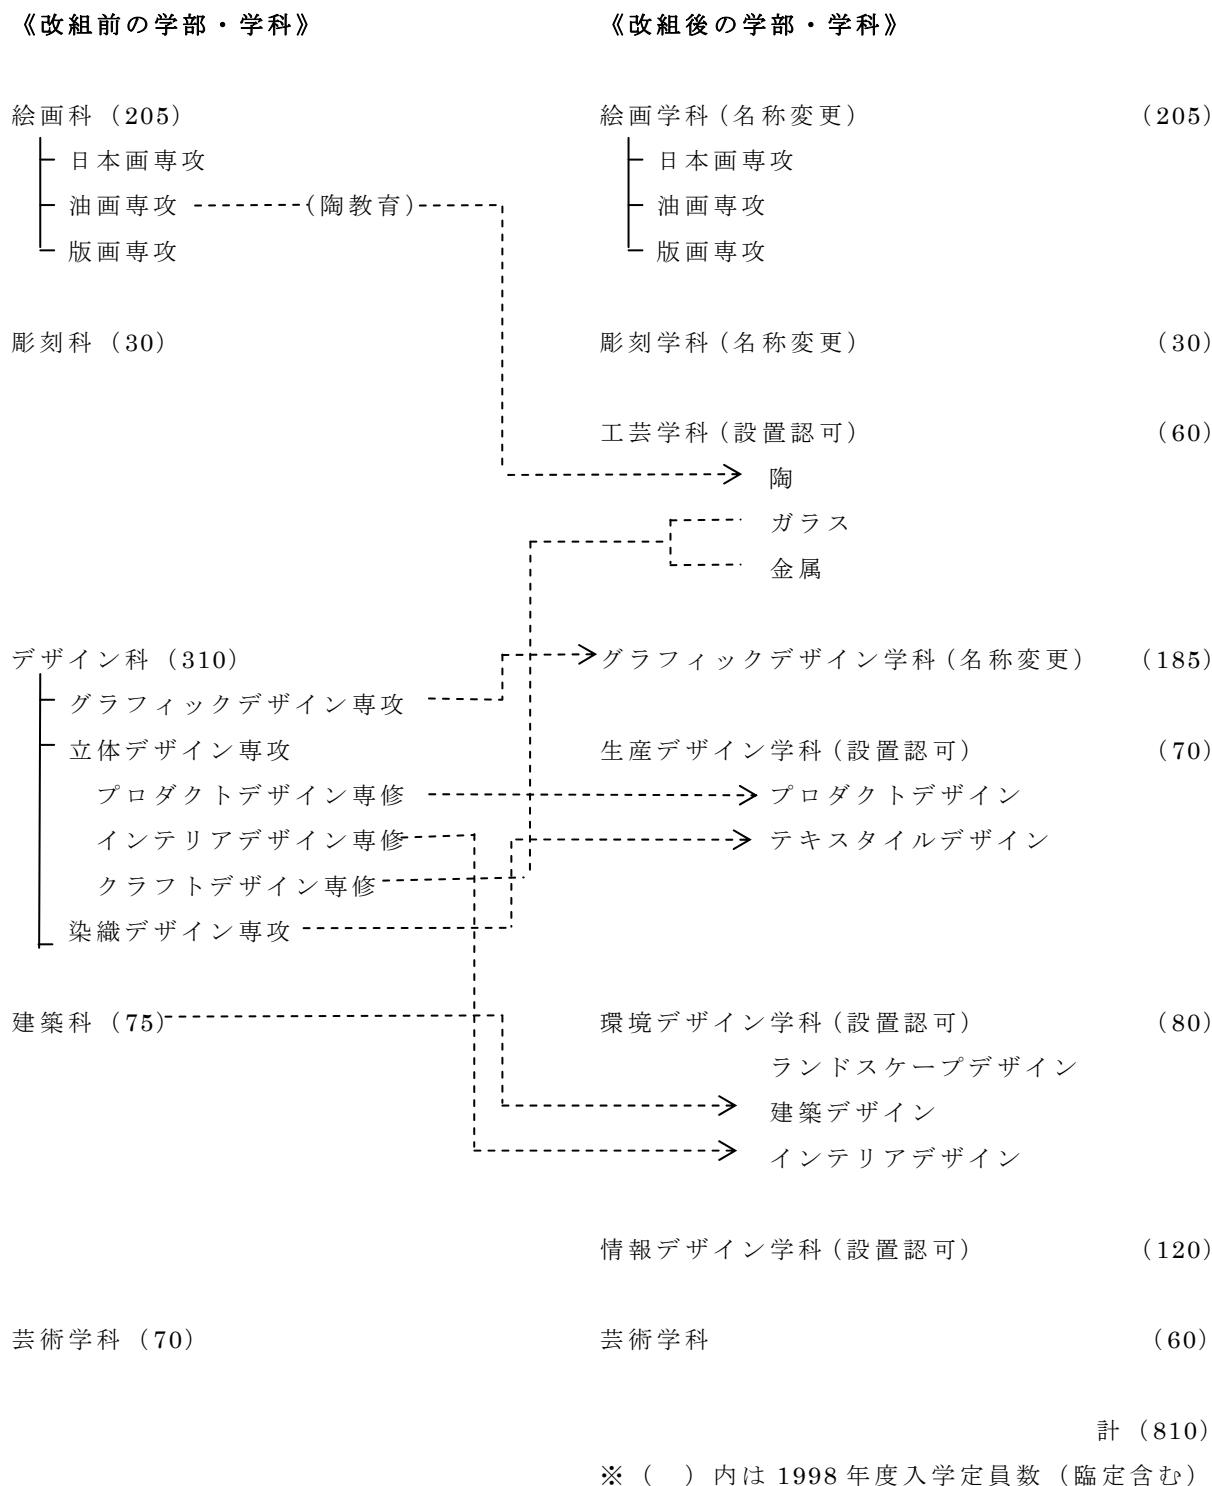 《改組前の学部・学科》 《改組後の学部・学科》
絵画科（205） 絵画学科（名称変更） （205）
日本画専攻 日本画専攻
油画専攻 （陶教育） 油画専攻
版画専攻 版画専攻
彫刻科（30） 彫刻学科（名称変更） （30）
工芸学科（設置認可） （60）
陶
ガラス
金属
デザイン科（310） グラフィックデザイン学科（名称変更） （185）
グラフィックデザイン専攻
立体デザイン専攻 生産デザイン学科（設置認可） （70）
プロダクトデザイン専修 プロダクトデザイン
インテリアデザイン専修 テキスタイルデザイン
クラフトデザイン専修
染織デザイン専攻
建築科（75） 環境デザイン学科（設置認可） （80）
ランドスケープデザイン
建築デザイン
インテリアデザイン
情報デザイン学科（設置認可） （120）
芸術学科（70） 芸術学科 （60）
計（810）
※（　）内は 1998 年度入学定員数（臨定含む）